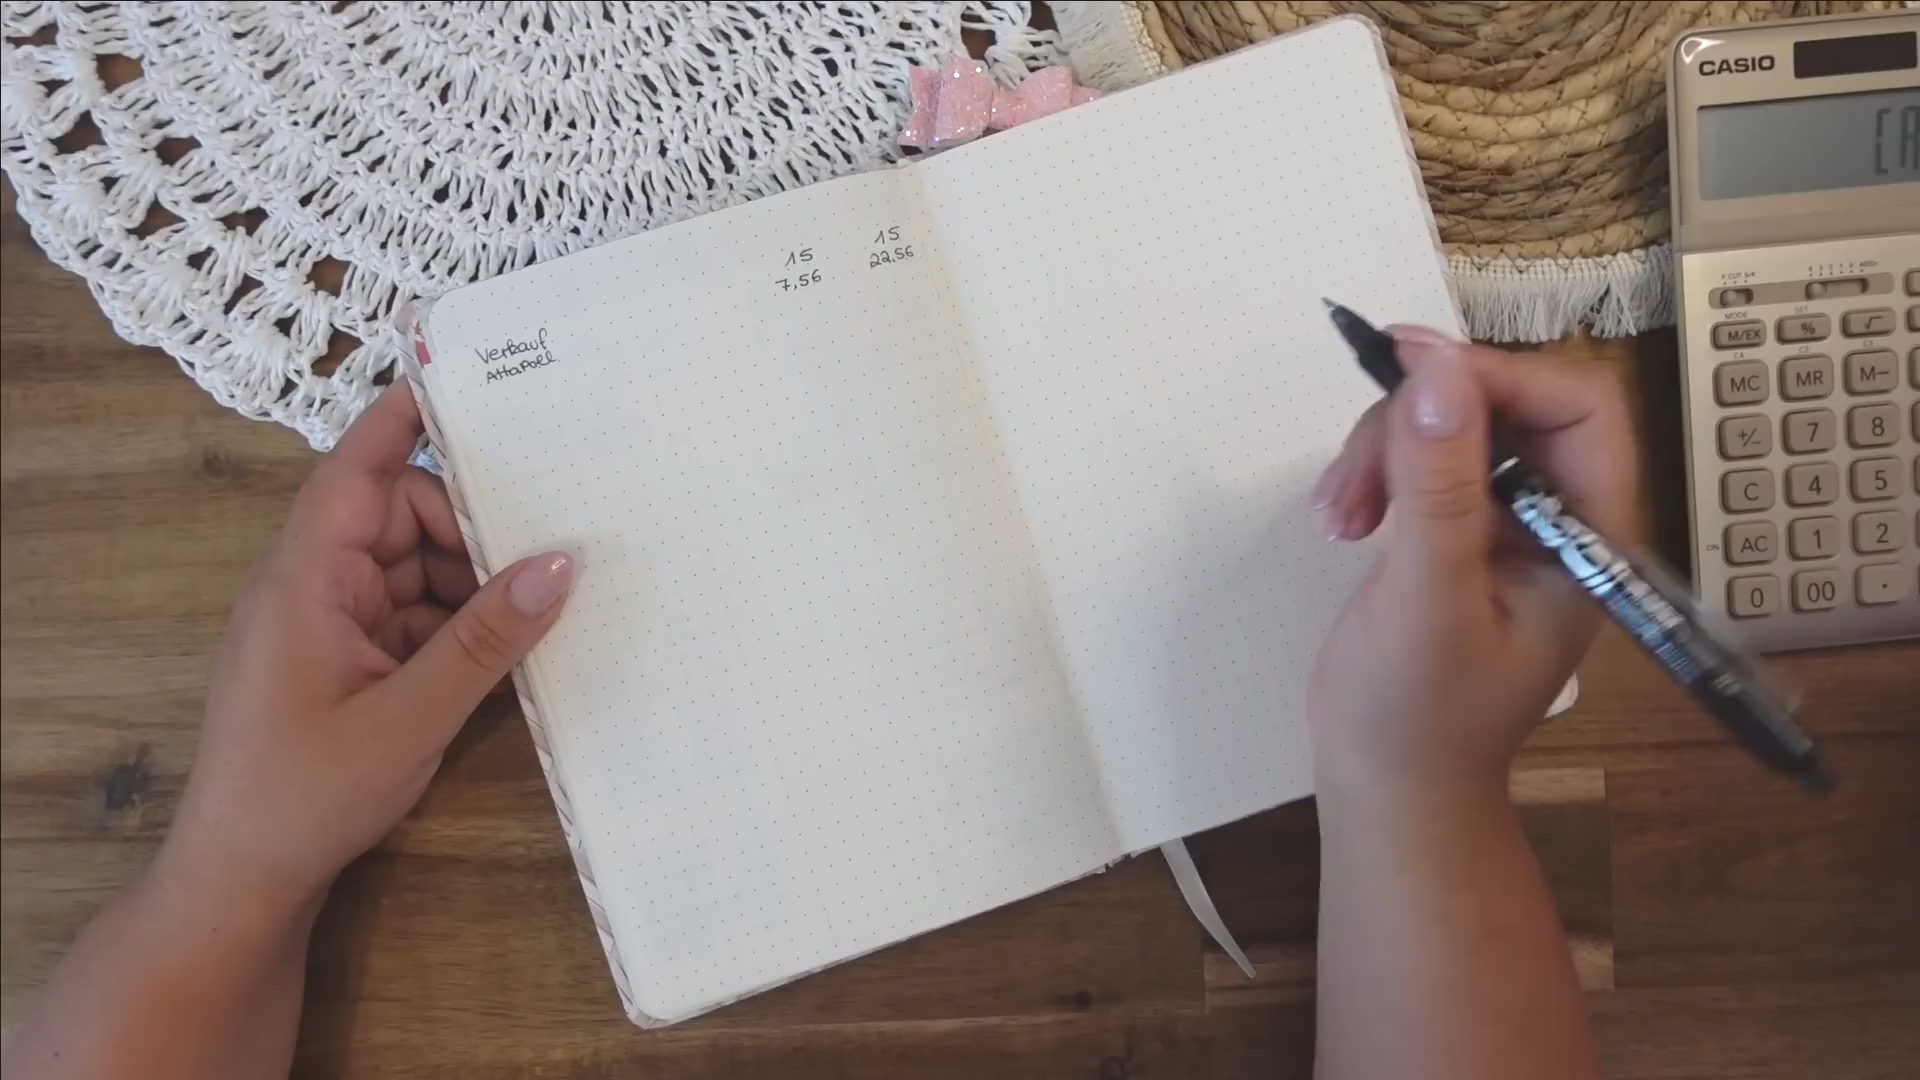 15 15
7,56 22.56
Verkauf
AttaPoll
CASIO
M/EX % √
MC MR M−
+/− 7 8
C 4 5
AC 1 2
0 00 ·